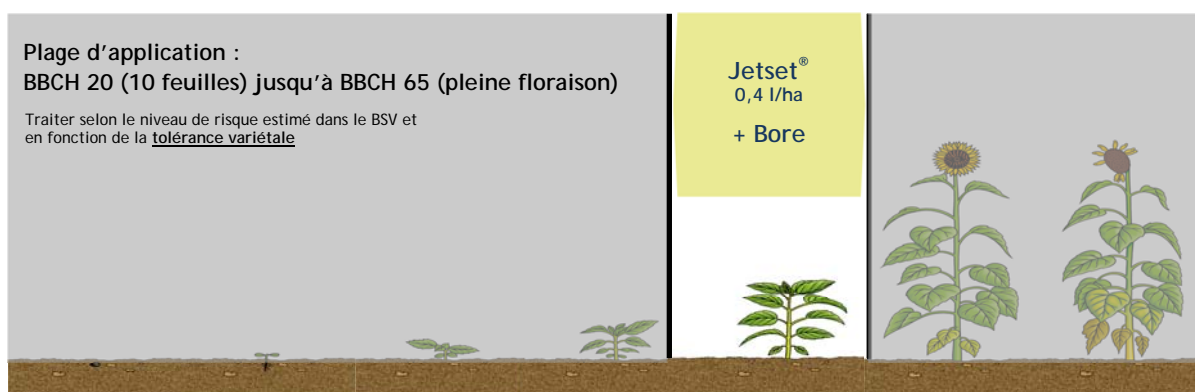 Plage d'application :
BBCH 20 (10 feuilles) jusqu'à BBCH 65 (pleine floraison)
Traiter selon le niveau de risque estimé dans le BSV et
en fonction de la tolérance variétale
Jetset®
0,4 l/ha
+ Bore